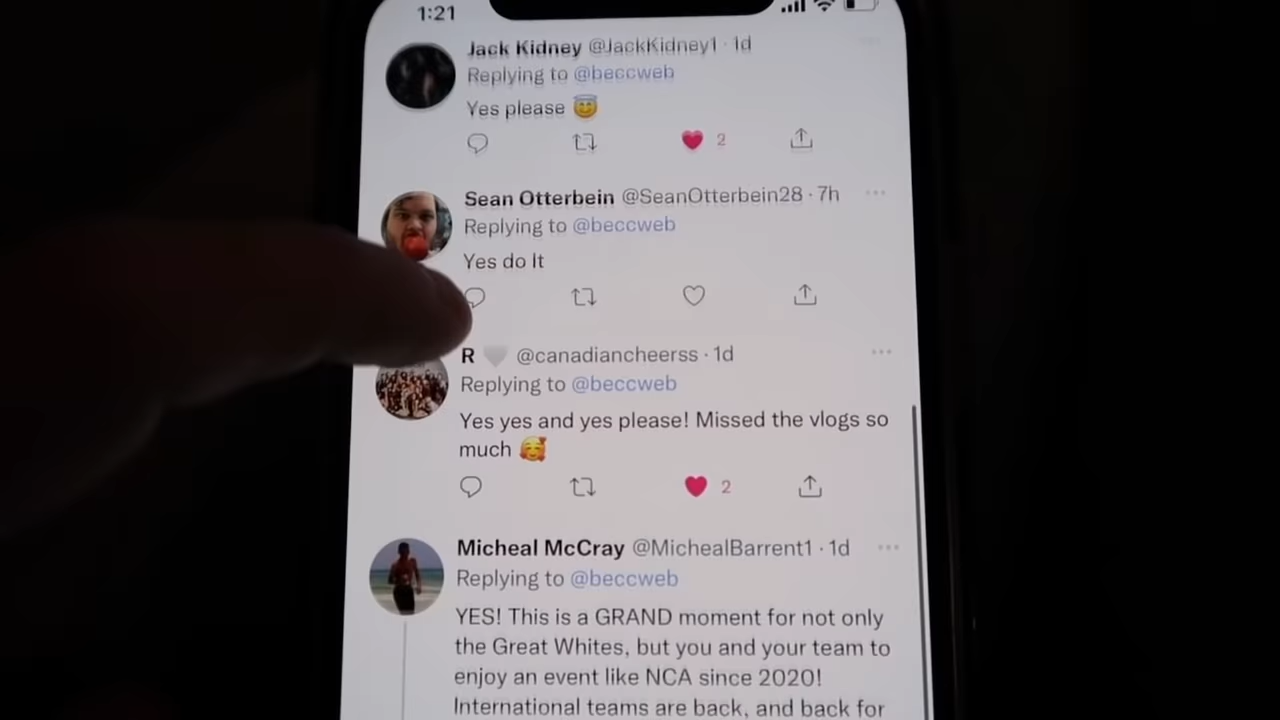 1:21
Jack Kidney @JackKidney1 · 1d
Replying to @beccweb
Yes please 😇
2
Sean Otterbein @SeanOtterbein28 · 7h
Replying to @beccweb
Yes do It
R 🤍 @canadiancheerss · 1d
Replying to @beccweb
Yes yes and yes please! Missed the vlogs so
much 🥰
2
Micheal McCray @MichealBarrent1 · 1d
Replying to @beccweb
YES! This is a GRAND moment for not only
the Great Whites, but you and your team to
enjoy an event like NCA since 2020!
International teams are back, and back for